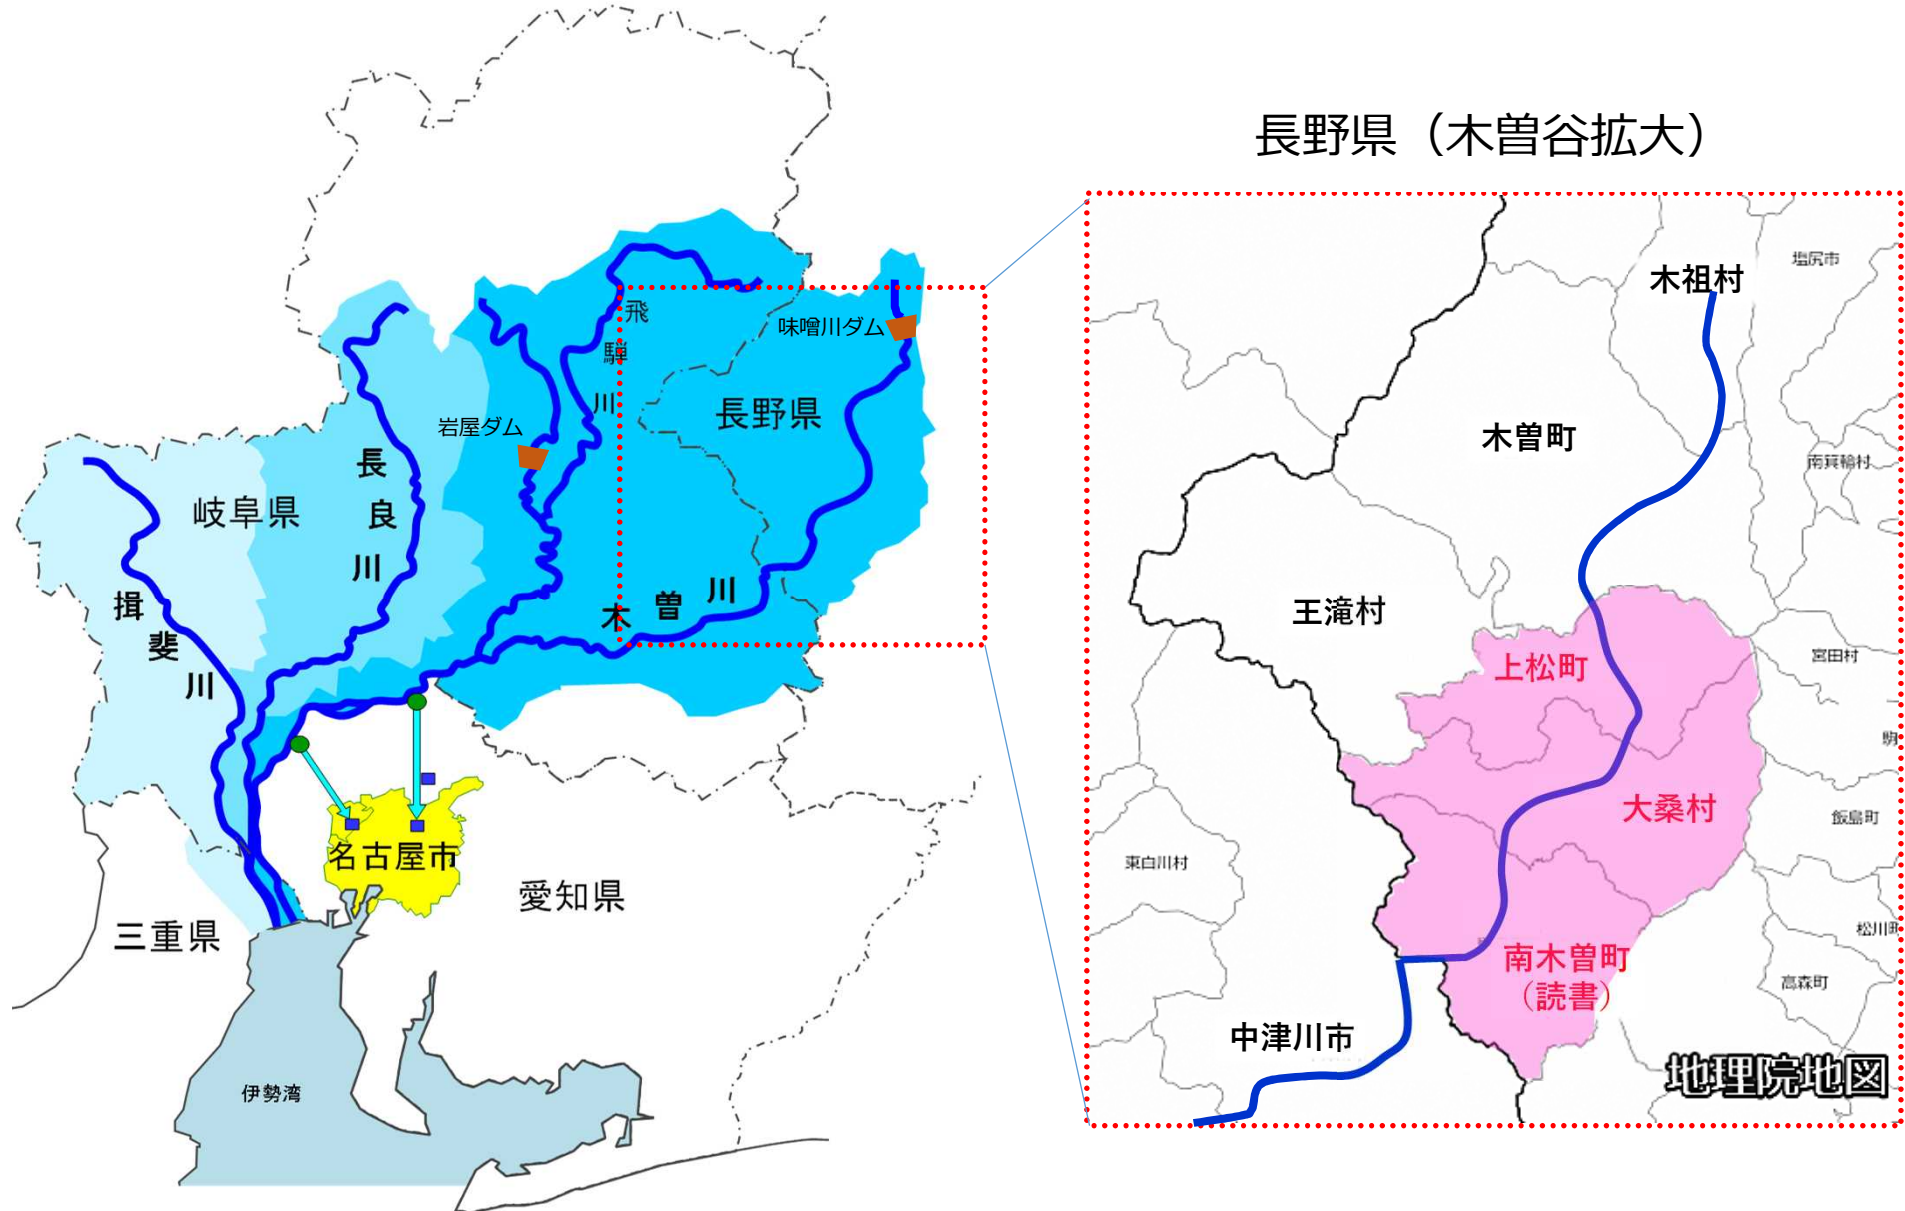 長野県（木曽谷拡大）
飛騨川
味噌川ダム
長野県
岩屋ダム
長良川
岐阜県
揖斐川
木曽川
名古屋市
愛知県
三重県
伊勢湾
木祖村
塩尻市
木曽町
南箕輪村
王滝村
上松町
宮田村
駒
大桑村
飯島町
東白川村
松川町
南木曽町
（読書）
高森町
中津川市
地理院地図